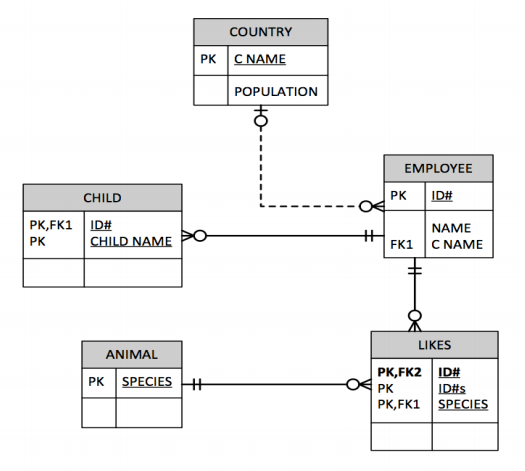 COUNTRY
PK C NAME
POPULATION
EMPLOYEE
PK ID#
NAME
FK1 C NAME
CHILD
PK,FK1 ID#
PK CHILD NAME
LIKES
PK,FK2 ID#
PK ID#s
PK,FK1 SPECIES
ANIMAL
PK SPECIES